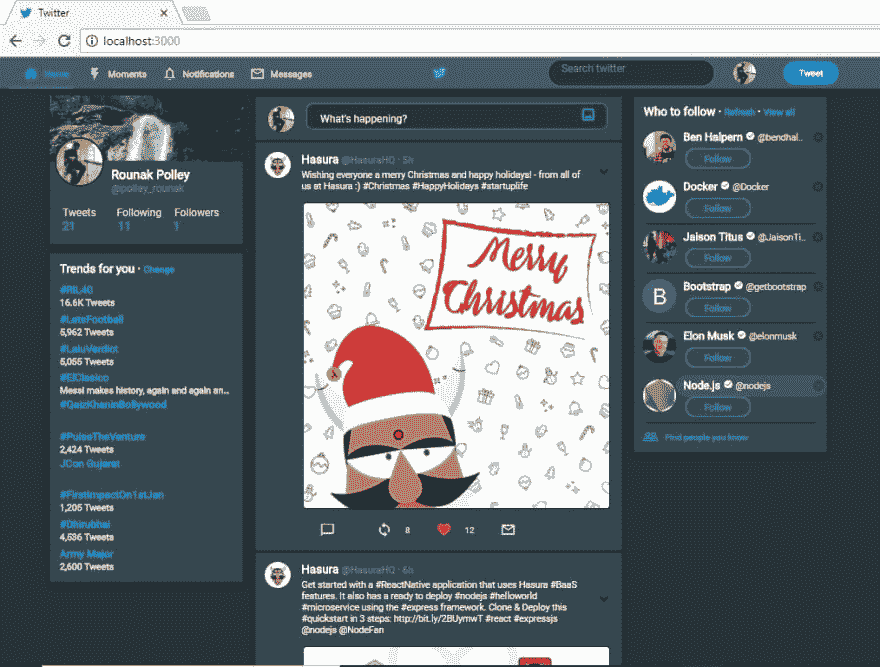 Twitter
localhost:3000
Home
Moments
Notifications
Messages
Search twitter
Tweet
Rounak Polley
@polley_rounak
Tweets Following Followers
21 11 1
Trends for you · Change
#RIL40
16.6K Tweets
#LateFootball
5,962 Tweets
#LaluVerdict
5,055 Tweets
#ElClasico
Messi makes history, again and again an...
#QaiziKhaninBollywood
#PulseTheVenture
2,424 Tweets
JCon Gujarat
#FirstImpactOn1stJan
1,205 Tweets
#Dhirubhai
4,536 Tweets
Army Major
2,600 Tweets
What's happening?
Hasura @HasuraHQ · 5h
Wishing everyone a merry Christmas and happy holidays! - from all of
us at Hasura :) #Christmas #HappyHolidays #startuplife
Merry
Christmas
8 12
Hasura @HasuraHQ · 6h
Get started with a #ReactNative application that uses Hasura #BaaS
features. It also has a ready to deploy #nodejs #helloworld
#microservice using the #express framework. Clone & Deploy this
#quickstart in 3 steps: http://bit.ly/2BUymwT #react #expressjs
@nodejs @NodeFan
Who to follow · Refresh · View all
Ben Halpern @bendhal..
Follow
Docker @Docker
Follow
Jaison Titus @JaisonTi..
Follow
B
Bootstrap @getbootstrap
Follow
Elon Musk @elonmusk
Follow
Node.js @nodejs
Follow
Find people you know